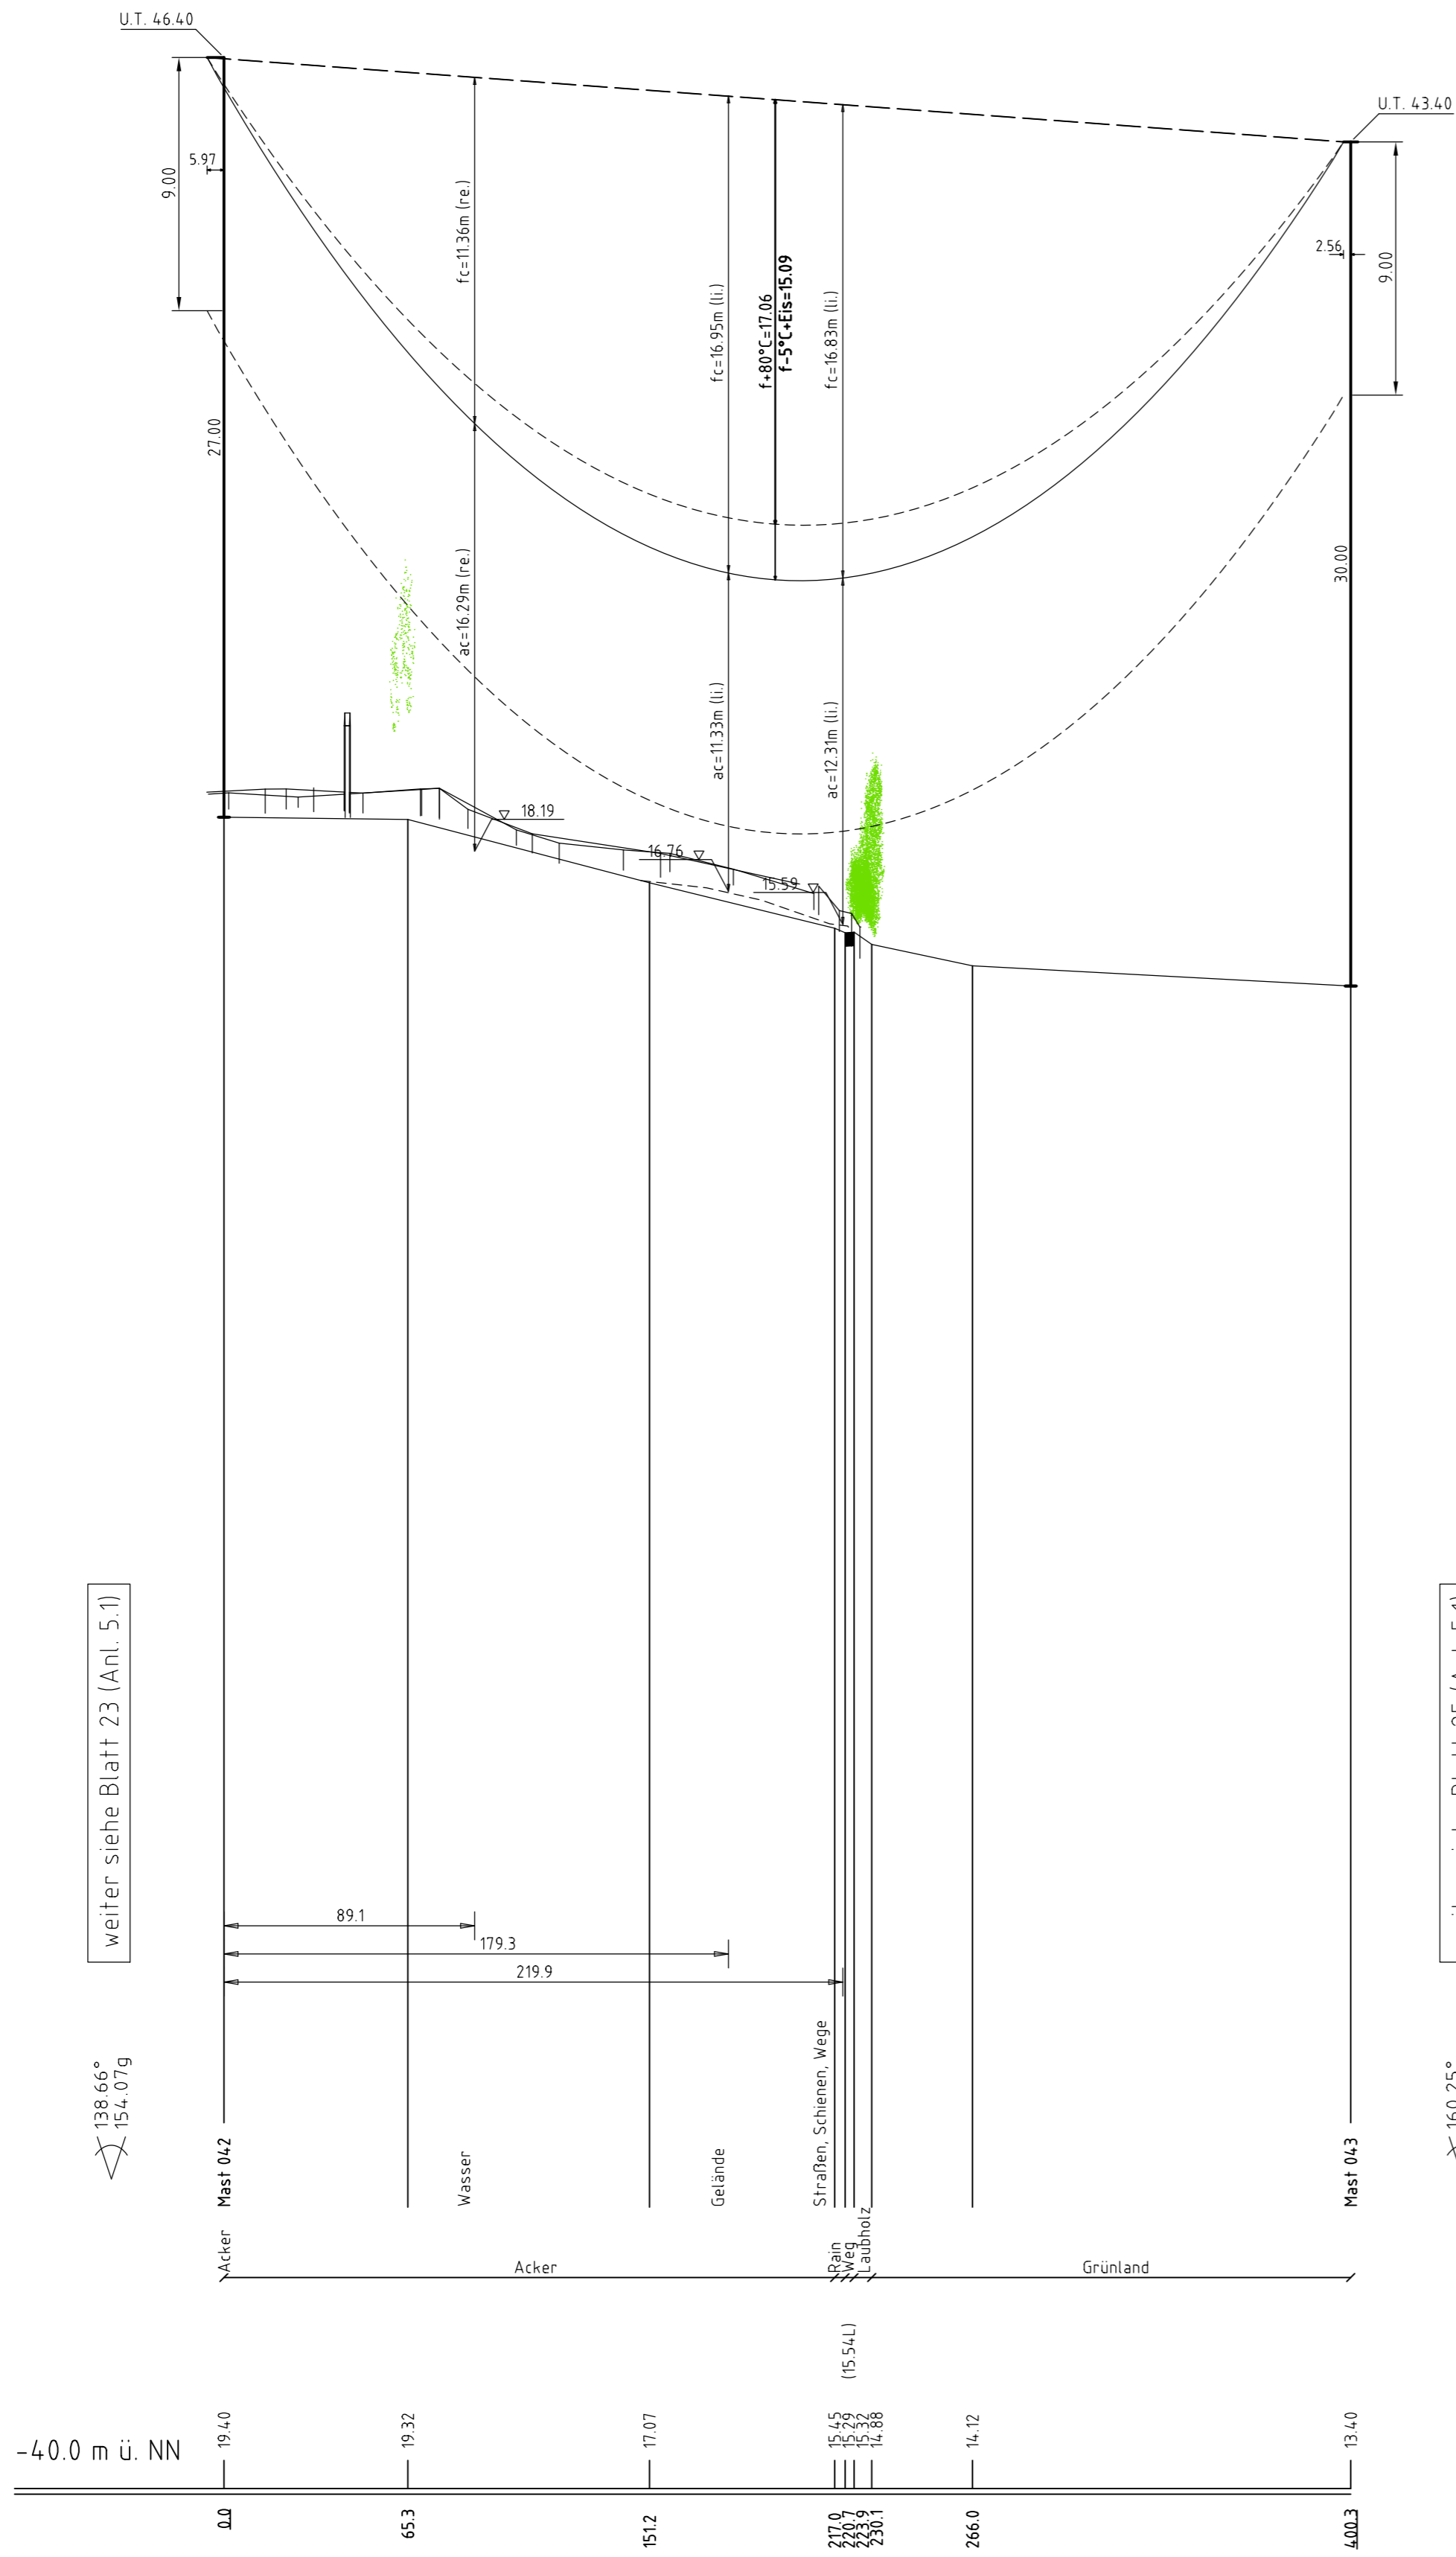 U.T. 46.40
U.T. 43.40
9.00
5.97
27.00
fc=11.36m (re.)
ac=16.29m (re.)
fc=16.95m (li.)
ac=11.33m (li.)
f+80°C=17.06
f-5°C+Eis=15.09
fc=16.83m (li.)
ac=12.31m (li.)
2.56
9.00
30.00
18.19
16.76
15.59
weiter siehe Blatt 23 (Anl. 5.1)
89.1
179.3
219.9
138.66°
154.07g
160.25°
Mast 042
Wasser
Gelände
Straßen, Schienen, Wege
Mast 043
Acker
Acker
Rain
Weg
Laubholz
Grünland
(15.54L)
-40.0 m ü. NN
19.40
19.32
17.07
15.45
15.29
15.32
14.88
14.12
13.40
0.0
65.3
151.2
217.0
220.7
223.9
230.1
266.0
400.3